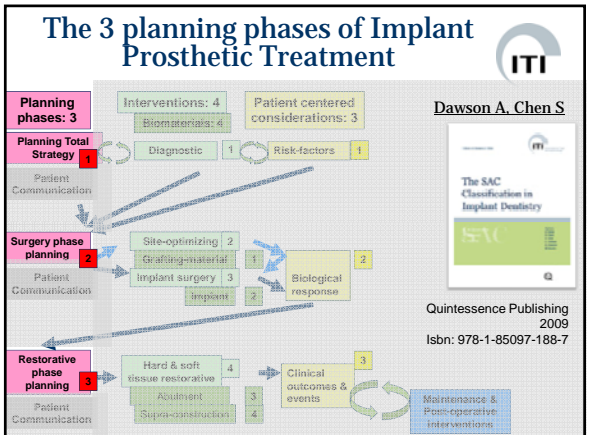 The 3 planning phases of Implant
Prosthetic Treatment
ITI
Planning
phases: 3
Interventions: 4
Biomaterials: 4
Patient centered
considerations: 3
Dawson A, Chen S
Planning Total
Strategy
1
Diagnostic
1
Risk-factors
1
Patient
Communication
The SAC
Classification in
Implant Dentistry
SAC
Surgery phase
planning
2
Site-optimizing
2
Grafting-material
1
Patient
Communication
Implant surgery
3
Implant
2
Biological
response
2
Quintessence Publishing
2009
Isbn: 978-1-85097-188-7
Restorative
phase
planning
3
Hard & soft
tissue restorative
4
Abutment
3
Supra-construction
4
Clinical
outcomes &
events
3
Patient
Communication
Maintenance &
Post-operative
interventions